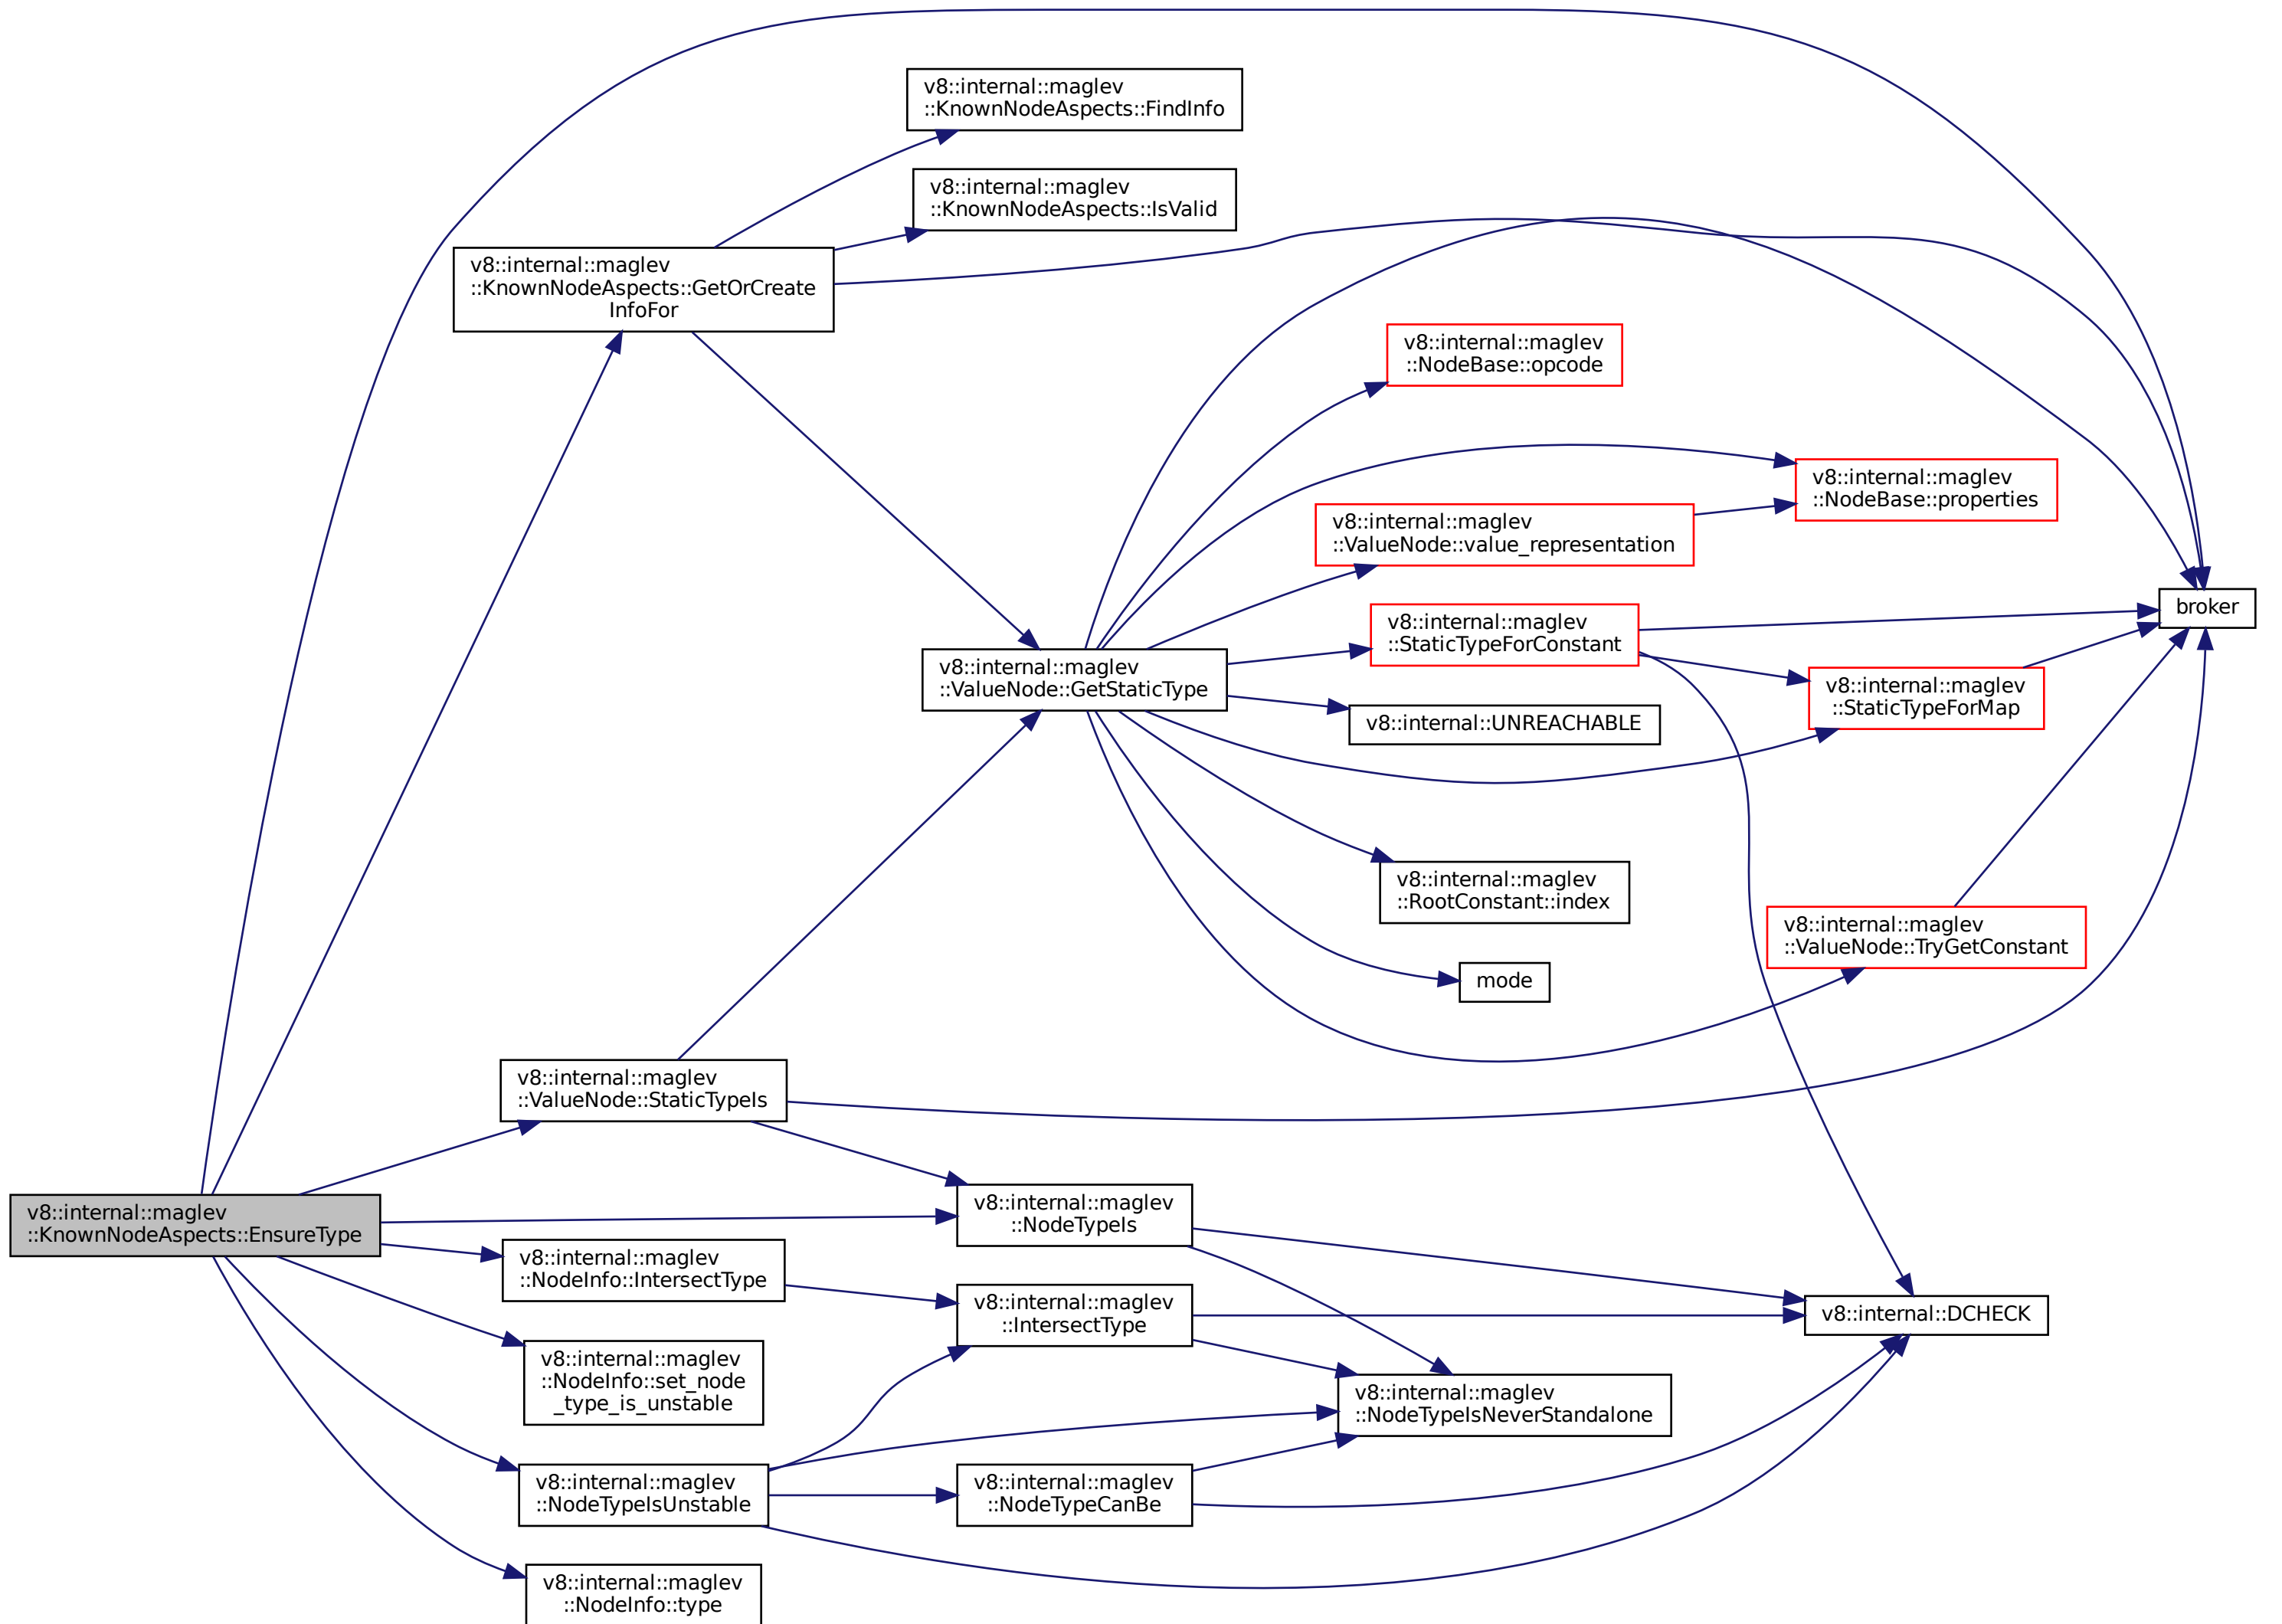 v8::internal::maglev
::KnownNodeAspects::FindInfo
v8::internal::maglev
::KnownNodeAspects::IsValid
v8::internal::maglev
::KnownNodeAspects::GetOrCreate
InfoFor
v8::internal::maglev
::NodeBase::opcode
v8::internal::maglev
::NodeBase::properties
v8::internal::maglev
::ValueNode::value_representation
broker
v8::internal::maglev
::StaticTypeForConstant
v8::internal::maglev
::ValueNode::GetStaticType
v8::internal::maglev
::StaticTypeForMap
v8::internal::UNREACHABLE
v8::internal::maglev
::RootConstant::index
v8::internal::maglev
::ValueNode::TryGetConstant
mode
v8::internal::maglev
::ValueNode::StaticTypeIs
v8::internal::maglev
::KnownNodeAspects::EnsureType
v8::internal::maglev
::NodeTypeIs
v8::internal::maglev
::NodeInfo::IntersectType
v8::internal::maglev
::IntersectType
v8::internal::DCHECK
v8::internal::maglev
::NodeInfo::set_node
_type_is_unstable
v8::internal::maglev
::NodeTypeIsNeverStandalone
v8::internal::maglev
::NodeTypeIsUnstable
v8::internal::maglev
::NodeTypeCanBe
v8::internal::maglev
::NodeInfo::type